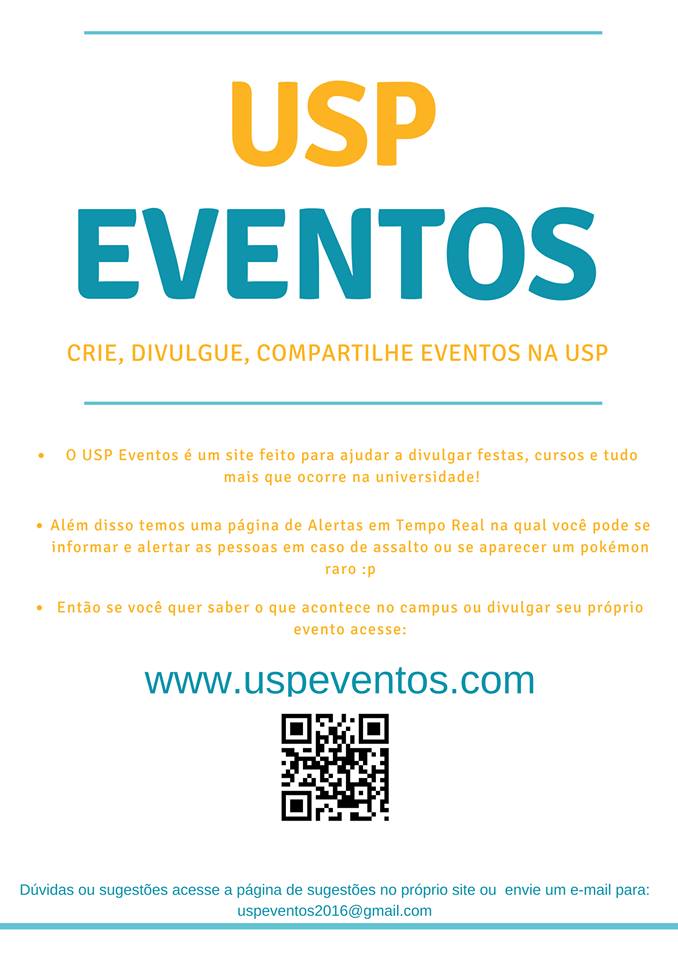 USP
EVENTOS
CRIE, DIVULGUE, COMPARTILHE EVENTOS NA USP
• O USP Eventos é um site feito para ajudar a divulgar festas, cursos e tudo
mais que ocorre na universidade!
• Além disso temos uma página de Alertas em Tempo Real na qual você pode se
informar e alertar as pessoas em caso de assalto ou se aparecer um pokémon
raro :p
• Então se você quer saber o que acontece no campus ou divulgar seu próprio
evento acesse:
www.uspeventos.com
Dúvidas ou sugestões acesse a página de sugestões no próprio site ou envie um e-mail para:
uspeventos2016@gmail.com